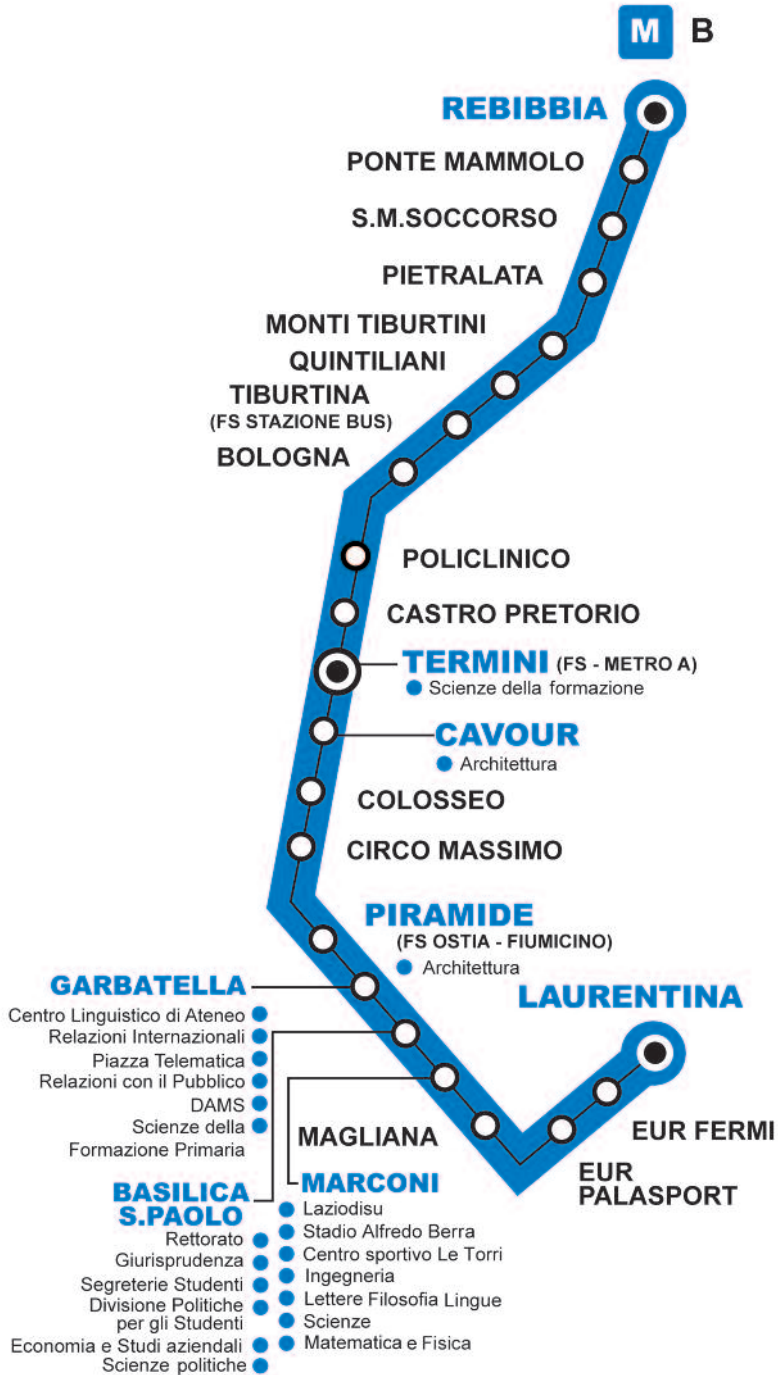 M B
REBIBBIA
PONTE MAMMOLO
S.M.SOCCORSO
PIETRALATA
MONTI TIBURTINI
QUINTILIANI
TIBURTINA
(FS STAZIONE BUS)
BOLOGNA
POLICLINICO
CASTRO PRETORIO
TERMINI (FS - METRO A)
Scienze della formazione
CAVOUR
Architettura
COLOSSEO
CIRCO MASSIMO
PIRAMIDE
(FS OSTIA - FIUMICINO)
Architettura
GARBATELLA
Centro Linguistico di Ateneo
Relazioni Internazionali
Piazza Telematica
Relazioni con il Pubblico
DAMS
Scienze della
Formazione Primaria
LAURENTINA
EUR FERMI
EUR
PALASPORT
MAGLIANA
BASILICA
S.PAOLO
Rettorato
Giurisprudenza
Segreterie Studenti
Divisione Politiche
per gli Studenti
Economia e Studi aziendali
Scienze politiche
MARCONI
Laziodisu
Stadio Alfredo Berra
Centro sportivo Le Torri
Ingegneria
Lettere Filosofia Lingue
Scienze
Matematica e Fisica